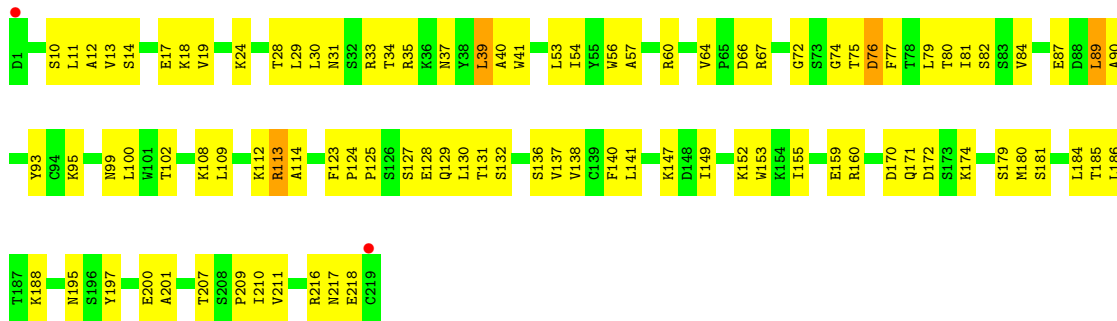 D1 S10 L11 A12 V13 S14 E17 K18 V19 K24 T28 L29 L30 N31 S32 R33 T34 R35 K36 N37 Y38 L39 A40 W41 L53 I54 Y55 W56 A57 R60 V64 P65 D66 R67 G72 S73 G74 T75 D76 F77 T78 L79 T80 I81 S82 S83 V84 E87 D88 L89 A90
Y93 C94 K95 N99 L100 W101 T102 K108 L109 K112 R113 A114 F123 P124 P125 S126 S127 E128 Q129 L130 T131 S132 S136 V137 V138 C139 F140 L141 K147 D148 I149 K152 W153 K154 I155 E159 R160 D170 Q171 D172 S173 K174 S179 M180 S181 L184 T185 L186
T187 K188 N195 S196 Y197 E200 A201 T207 S208 P209 I210 V211 R216 N217 E218 C219